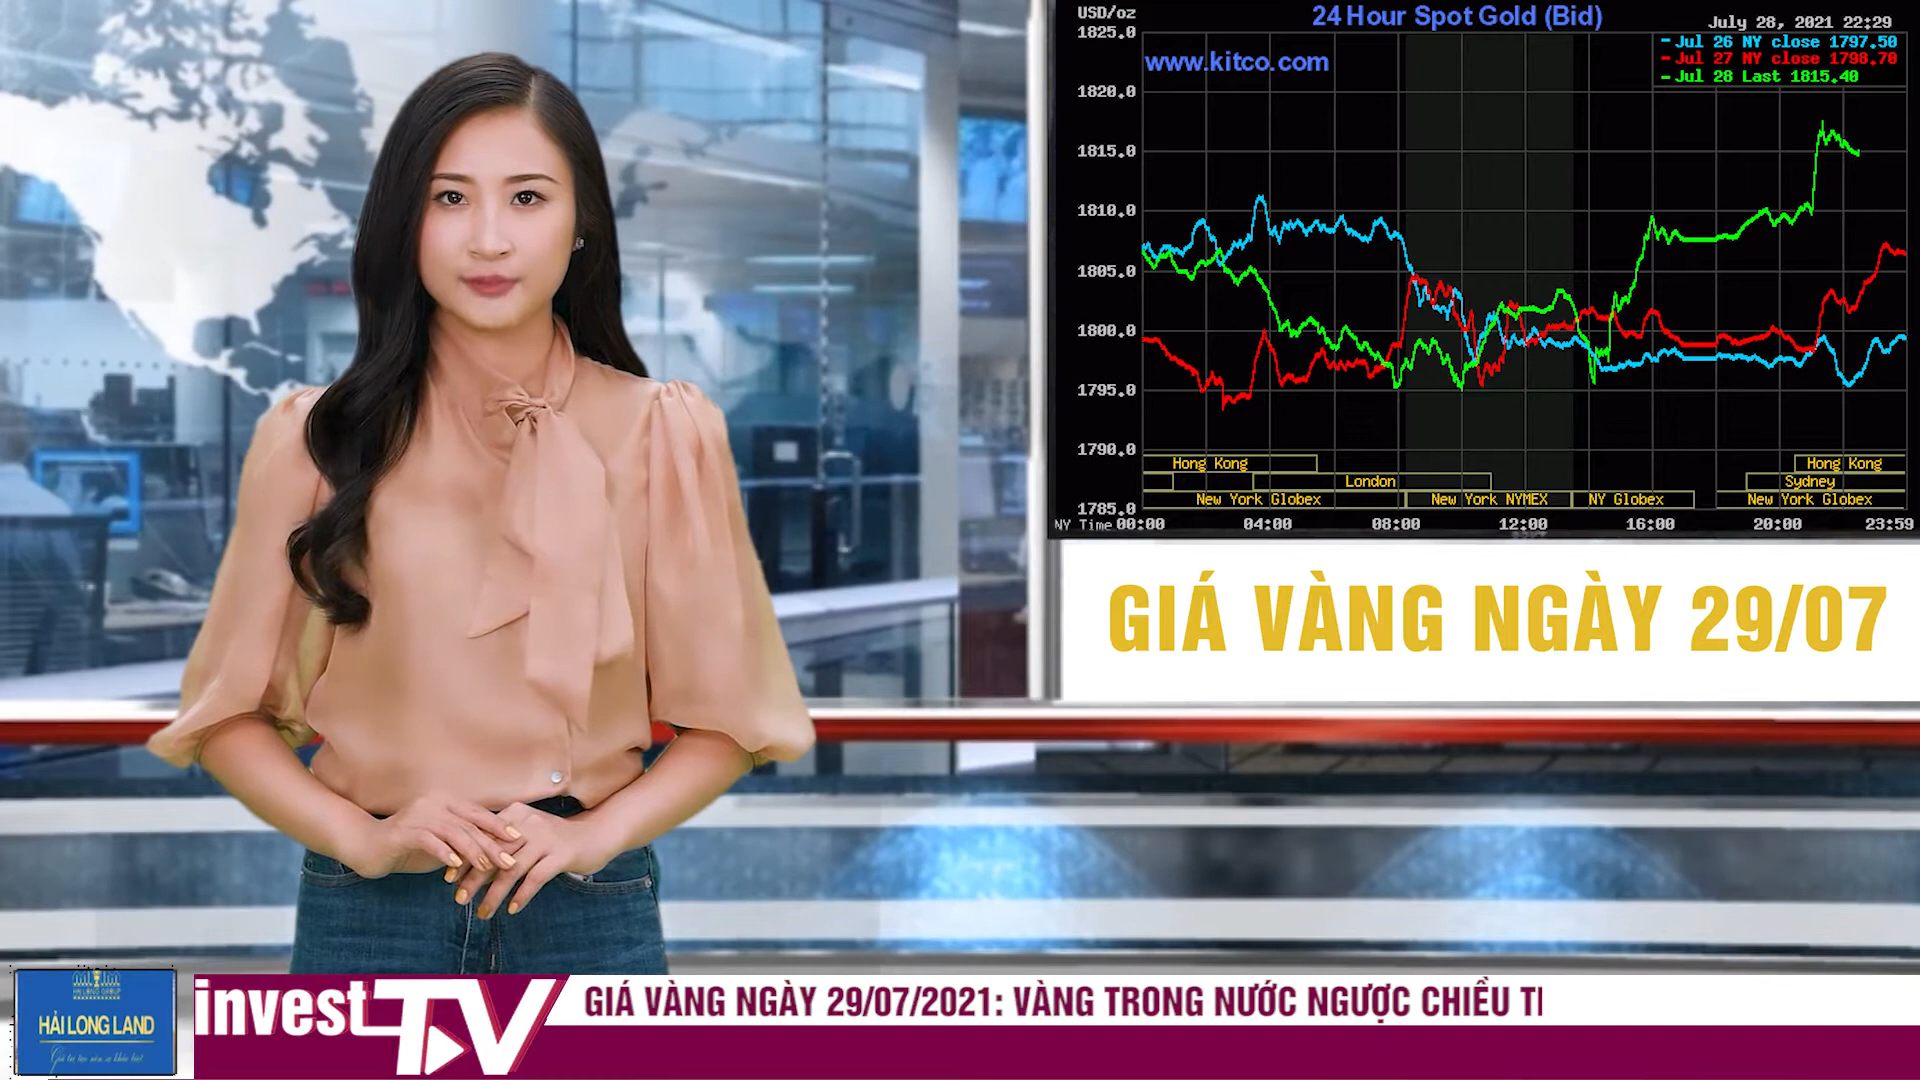 USD/oz
24 Hour Spot Gold (Bid)
July 28, 2021 22:29
www.kitco.com
Jul 26 NY close 1797.50
Jul 27 NY close 1798.70
Jul 28 Last 1815.40
1825.0
1820.0
1815.0
1810.0
1805.0
1800.0
1795.0
1790.0
1785.0
Hong Kong
Hong Kong
London
Sydney
New York Globex
New York NYMEX
NY Globex
New York Globex
NY Time 00:00 04:00 08:00 12:00 16:00 20:00 23:59
GIÁ VÀNG NGÀY 29/07
HAI LONG GROUP
HẢI LONG LAND
invest TV
GIÁ VÀNG NGÀY 29/07/2021: VÀNG TRONG NƯỚC NGƯỢC CHIỀU